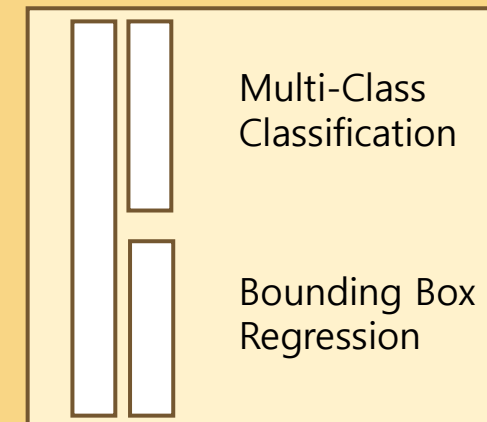 Multi-Class
Classification
Bounding Box
Regression